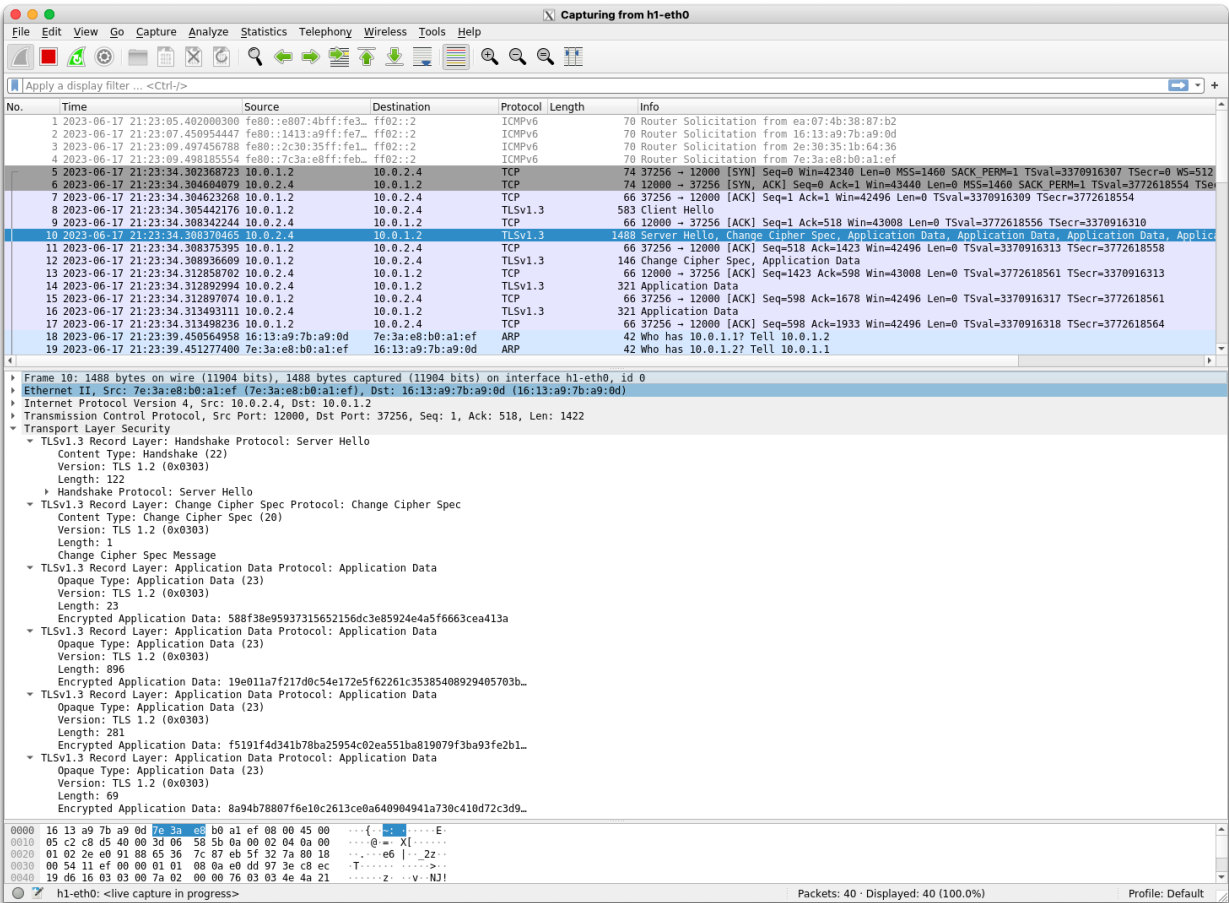 Capturing from h1-eth0
File Edit View Go Capture Analyze Statistics Telephony Wireless Tools Help
Apply a display filter ... <Ctrl-/>
No. Time Source Destination Protocol Length Info
1 2023-06-17 21:23:05.402000300 fe80::e807:4bff:fe3… ff02::2 ICMPv6 70 Router Solicitation from ea:07:4b:38:87:b2
2 2023-06-17 21:23:07.450954447 fe80::1413:a9ff:fe7… ff02::2 ICMPv6 70 Router Solicitation from 16:13:a9:7b:a9:0d
3 2023-06-17 21:23:09.497456788 fe80::2c30:35ff:fe1… ff02::2 ICMPv6 70 Router Solicitation from 2e:30:35:1b:64:36
4 2023-06-17 21:23:09.498185554 fe80::7c3a:e8ff:feb… ff02::2 ICMPv6 70 Router Solicitation from 7e:3a:e8:b0:a1:ef
5 2023-06-17 21:23:34.302368723 10.0.1.2 10.0.2.4 TCP 74 37256 → 12000 [SYN] Seq=0 Win=42340 Len=0 MSS=1460 SACK_PERM=1 TSval=3370916307 TSecr=0 WS=512
6 2023-06-17 21:23:34.304604079 10.0.2.4 10.0.1.2 TCP 74 12000 → 37256 [SYN, ACK] Seq=0 Ack=1 Win=43440 Len=0 MSS=1460 SACK_PERM=1 TSval=3772618554 TSec
7 2023-06-17 21:23:34.304623268 10.0.1.2 10.0.2.4 TCP 66 37256 → 12000 [ACK] Seq=1 Ack=1 Win=42496 Len=0 TSval=3370916309 TSecr=3772618554
8 2023-06-17 21:23:34.305442176 10.0.1.2 10.0.2.4 TLSv1.3 583 Client Hello
9 2023-06-17 21:23:34.308342244 10.0.2.4 10.0.1.2 TCP 66 12000 → 37256 [ACK] Seq=1 Ack=518 Win=43008 Len=0 TSval=3772618556 TSecr=3370916310
10 2023-06-17 21:23:34.308370465 10.0.2.4 10.0.1.2 TLSv1.3 1488 Server Hello, Change Cipher Spec, Application Data, Application Data, Application Data, Applica
11 2023-06-17 21:23:34.308375395 10.0.1.2 10.0.2.4 TCP 66 37256 → 12000 [ACK] Seq=518 Ack=1423 Win=42496 Len=0 TSval=3370916313 TSecr=3772618558
12 2023-06-17 21:23:34.308936609 10.0.1.2 10.0.2.4 TLSv1.3 146 Change Cipher Spec, Application Data
13 2023-06-17 21:23:34.312858702 10.0.2.4 10.0.1.2 TCP 66 12000 → 37256 [ACK] Seq=1423 Ack=598 Win=43008 Len=0 TSval=3772618561 TSecr=3370916313
14 2023-06-17 21:23:34.312892994 10.0.2.4 10.0.1.2 TLSv1.3 321 Application Data
15 2023-06-17 21:23:34.312897074 10.0.1.2 10.0.2.4 TCP 66 37256 → 12000 [ACK] Seq=598 Ack=1678 Win=42496 Len=0 TSval=3370916317 TSecr=3772618561
16 2023-06-17 21:23:34.313493111 10.0.2.4 10.0.1.2 TLSv1.3 321 Application Data
17 2023-06-17 21:23:34.313498236 10.0.1.2 10.0.2.4 TCP 66 37256 → 12000 [ACK] Seq=598 Ack=1933 Win=42496 Len=0 TSval=3370916318 TSecr=3772618564
18 2023-06-17 21:23:39.450564958 16:13:a9:7b:a9:0d 7e:3a:e8:b0:a1:ef ARP 42 Who has 10.0.1.1? Tell 10.0.1.2
19 2023-06-17 21:23:39.451277400 7e:3a:e8:b0:a1:ef 16:13:a9:7b:a9:0d ARP 42 Who has 10.0.1.2? Tell 10.0.1.1
Frame 10: 1488 bytes on wire (11904 bits), 1488 bytes captured (11904 bits) on interface h1-eth0, id 0
Ethernet II, Src: 7e:3a:e8:b0:a1:ef (7e:3a:e8:b0:a1:ef), Dst: 16:13:a9:7b:a9:0d (16:13:a9:7b:a9:0d)
Internet Protocol Version 4, Src: 10.0.2.4, Dst: 10.0.1.2
Transmission Control Protocol, Src Port: 12000, Dst Port: 37256, Seq: 1, Ack: 518, Len: 1422
Transport Layer Security
TLSv1.3 Record Layer: Handshake Protocol: Server Hello
Content Type: Handshake (22)
Version: TLS 1.2 (0x0303)
Length: 122
Handshake Protocol: Server Hello
TLSv1.3 Record Layer: Change Cipher Spec Protocol: Change Cipher Spec
Content Type: Change Cipher Spec (20)
Version: TLS 1.2 (0x0303)
Length: 1
Change Cipher Spec Message
TLSv1.3 Record Layer: Application Data Protocol: Application Data
Opaque Type: Application Data (23)
Version: TLS 1.2 (0x0303)
Length: 23
Encrypted Application Data: 588f38e95937315652156dc3e85924e4a5f6663cea413a
TLSv1.3 Record Layer: Application Data Protocol: Application Data
Opaque Type: Application Data (23)
Version: TLS 1.2 (0x0303)
Length: 896
Encrypted Application Data: 19e011a7f217d0c54e172e5f62261c35385408929405703b…
TLSv1.3 Record Layer: Application Data Protocol: Application Data
Opaque Type: Application Data (23)
Version: TLS 1.2 (0x0303)
Length: 281
Encrypted Application Data: f5191f4d341b78ba25954c02ea551ba819079f3ba93fe2b1…
TLSv1.3 Record Layer: Application Data Protocol: Application Data
Opaque Type: Application Data (23)
Version: TLS 1.2 (0x0303)
Length: 69
Encrypted Application Data: 8a94b78807f6e10c2613ce0a640904941a730c410d72c3d9…
0000 16 13 a9 7b a9 0d 7e 3a e8 b0 a1 ef 08 00 45 00 ···{··~: ······E·
0010 05 c2 c8 d5 40 00 3d 06 58 5b 0a 00 02 04 0a 00 ····@·=· X[······
0020 01 02 2e e0 91 88 65 36 7c 87 eb 5f 32 7a 80 18 ··.···e6 |··_2z··
0030 00 54 11 ef 00 00 01 01 08 0a e0 dd 97 3e c8 ec ·T······ ·····>··
0040 19 d6 16 03 03 00 7a 02 00 00 76 03 03 4e 4a 21 ······z· ··v··NJ!
h1-eth0: <live capture in progress> Packets: 40 · Displayed: 40 (100.0%) Profile: Default